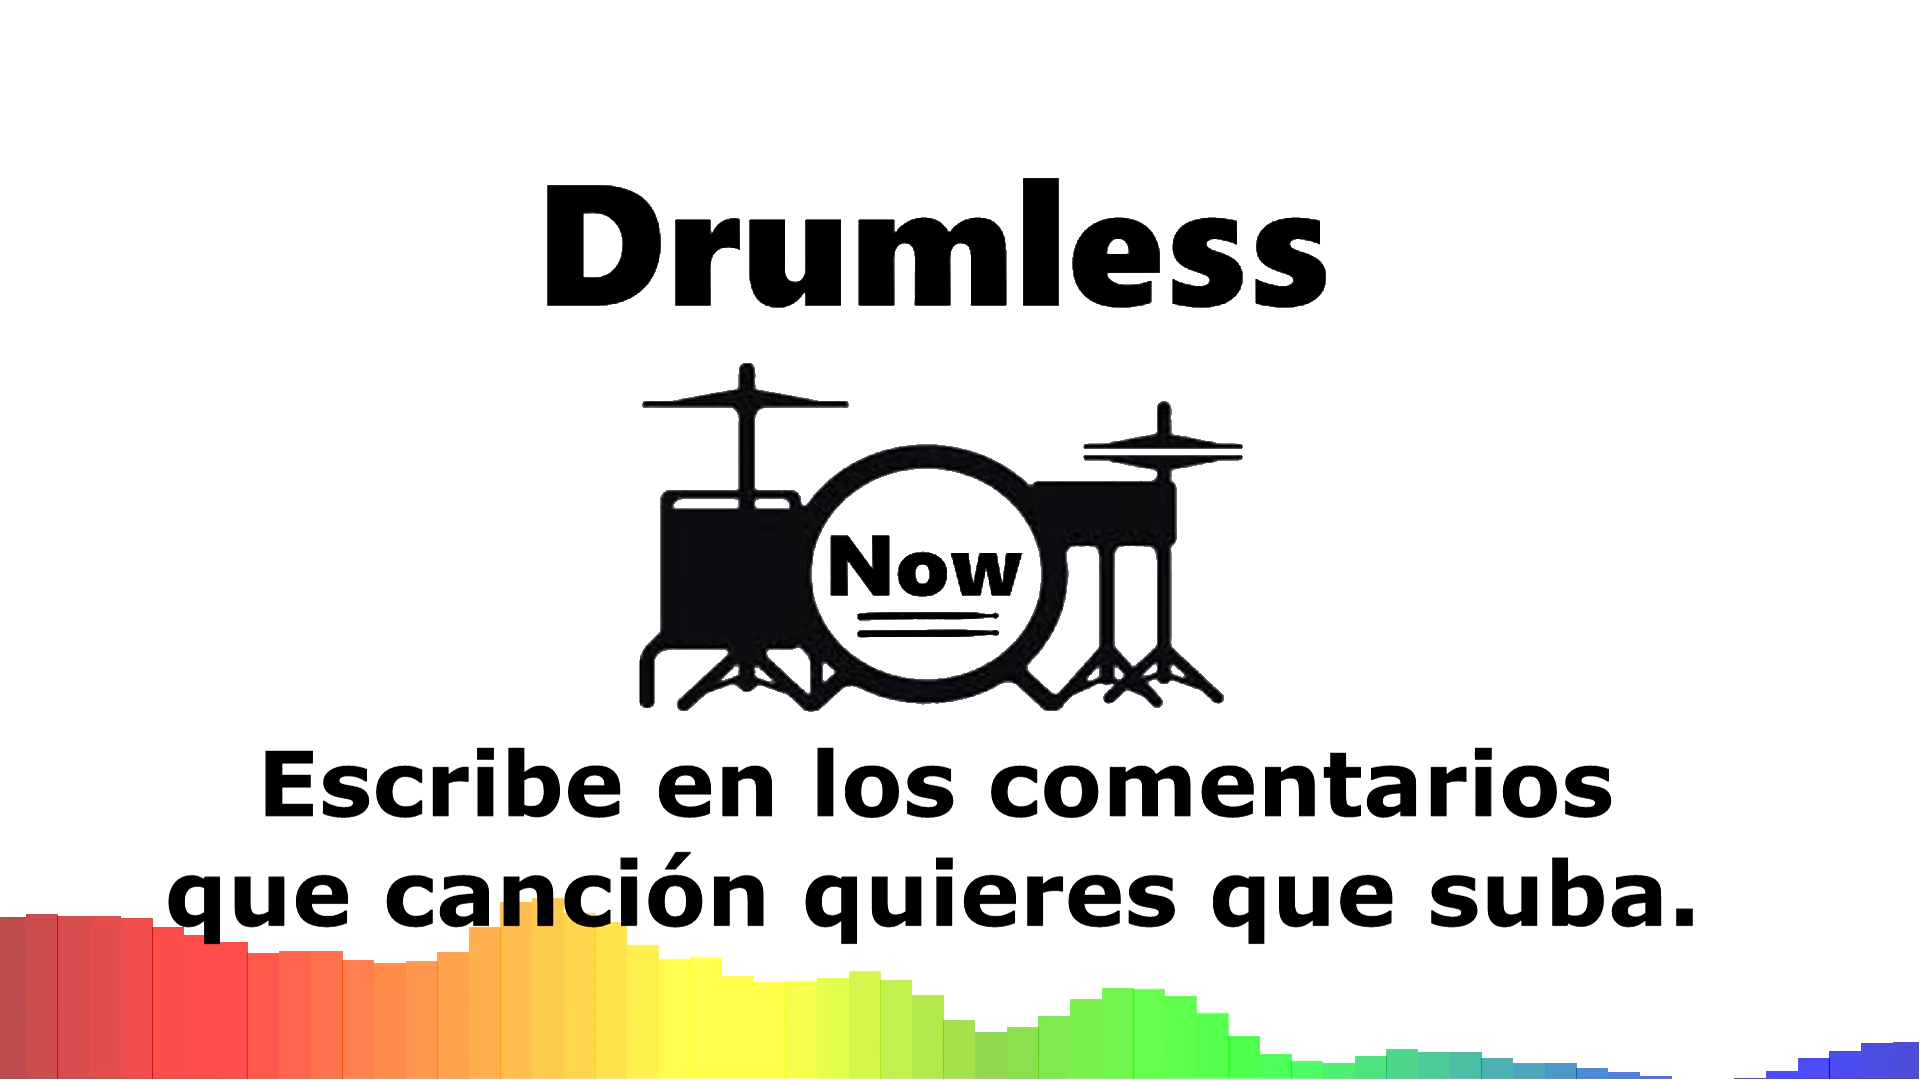 Drumless
Now
Escribe en los comentarios
que canción quieres que suba.